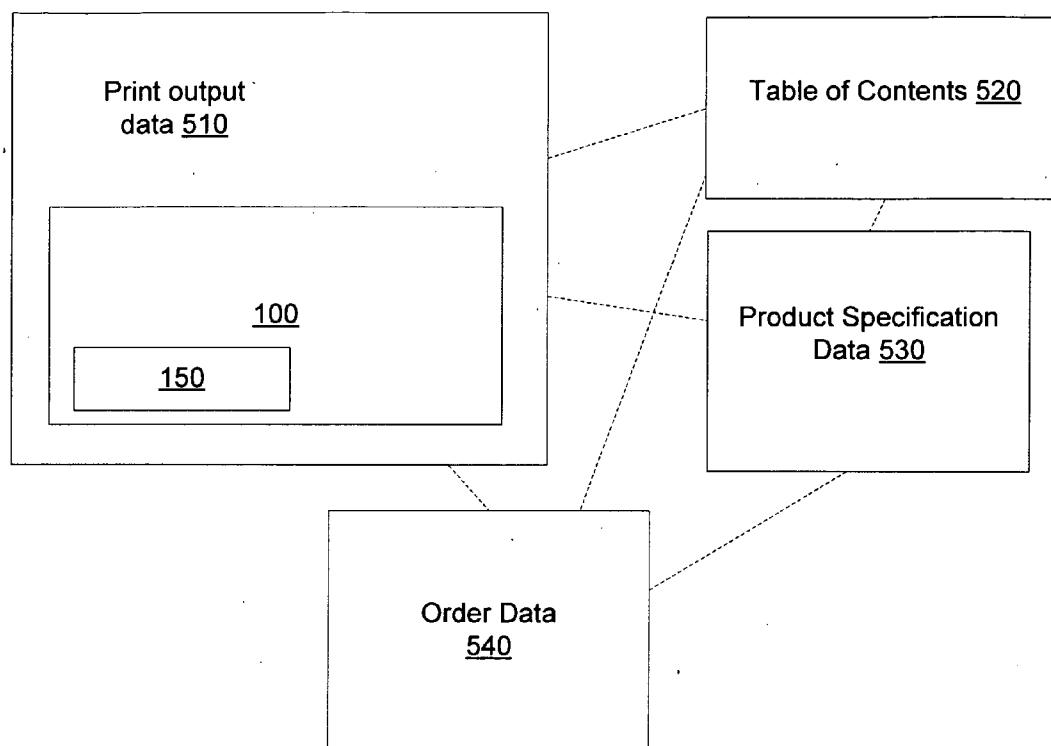 Print output
data 510
Table of Contents 520
100
Product Specification
Data 530
150
Order Data
540